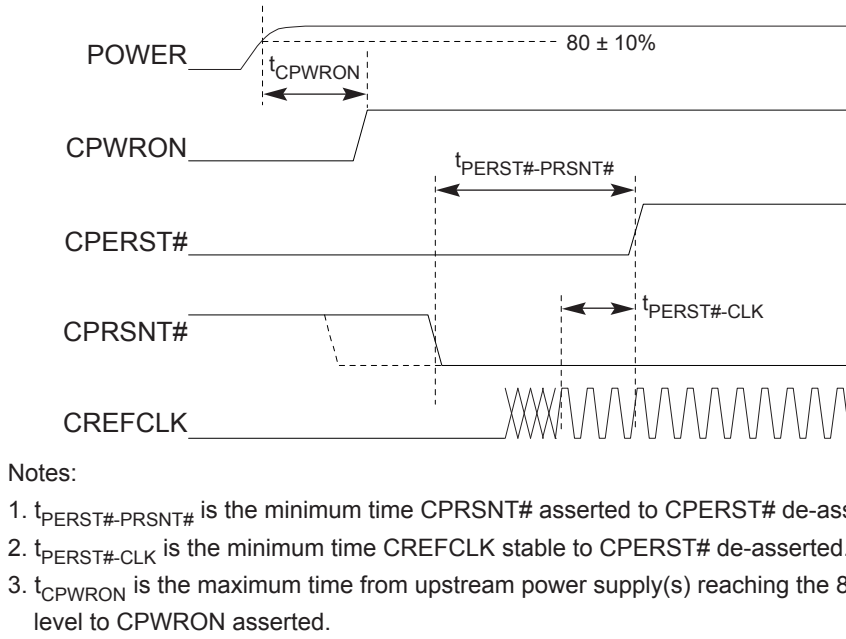 POWER
80 ± 10%
tCPWRON
CPWRON
tPERST#-PRSNT#
CPERST#
tPERST#-CLK
CPRSNT#
CREFCLK
Notes:
1. tPERST#-PRSNT# is the minimum time CPRSNT# asserted to CPERST# de-ass
2. tPERST#-CLK is the minimum time CREFCLK stable to CPERST# de-asserted.
3. tCPWRON is the maximum time from upstream power supply(s) reaching the 8
level to CPWRON asserted.